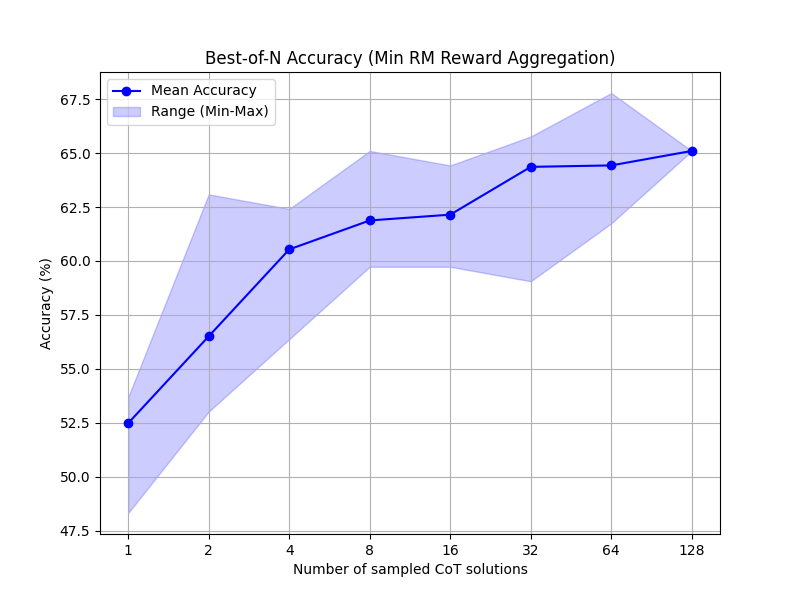 Best-of-N Accuracy (Min RM Reward Aggregation)
Mean Accuracy
Range (Min-Max)
67.5
65.0
62.5
60.0
57.5
55.0
52.5
50.0
47.5
Accuracy (%)
1 2 4 8 16 32 64 128
Number of sampled CoT solutions